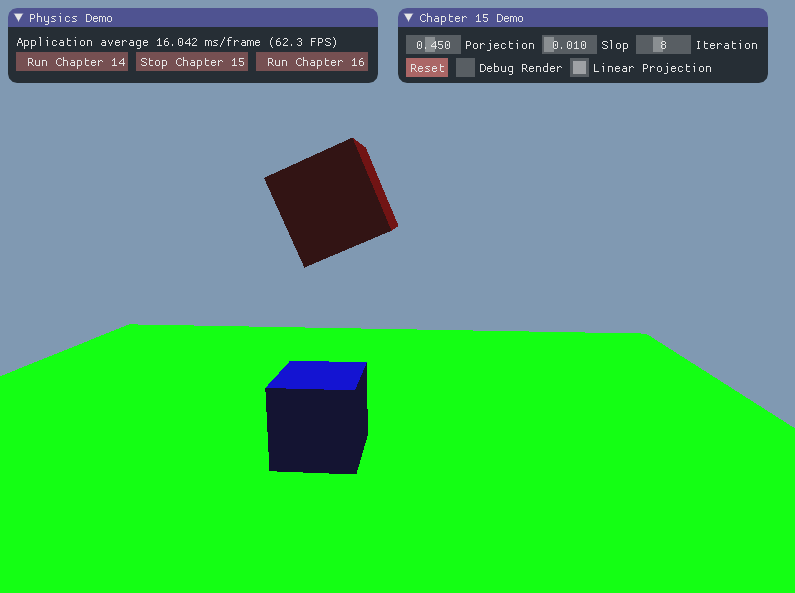 Physics Demo
Application average 16.042 ms/frame (62.3 FPS)
Run Chapter 14 Stop Chapter 15 Run Chapter 16
Chapter 15 Demo
0.450 Porjection 0.010 Slop 8 Iteration
Reset Debug Render Linear Projection